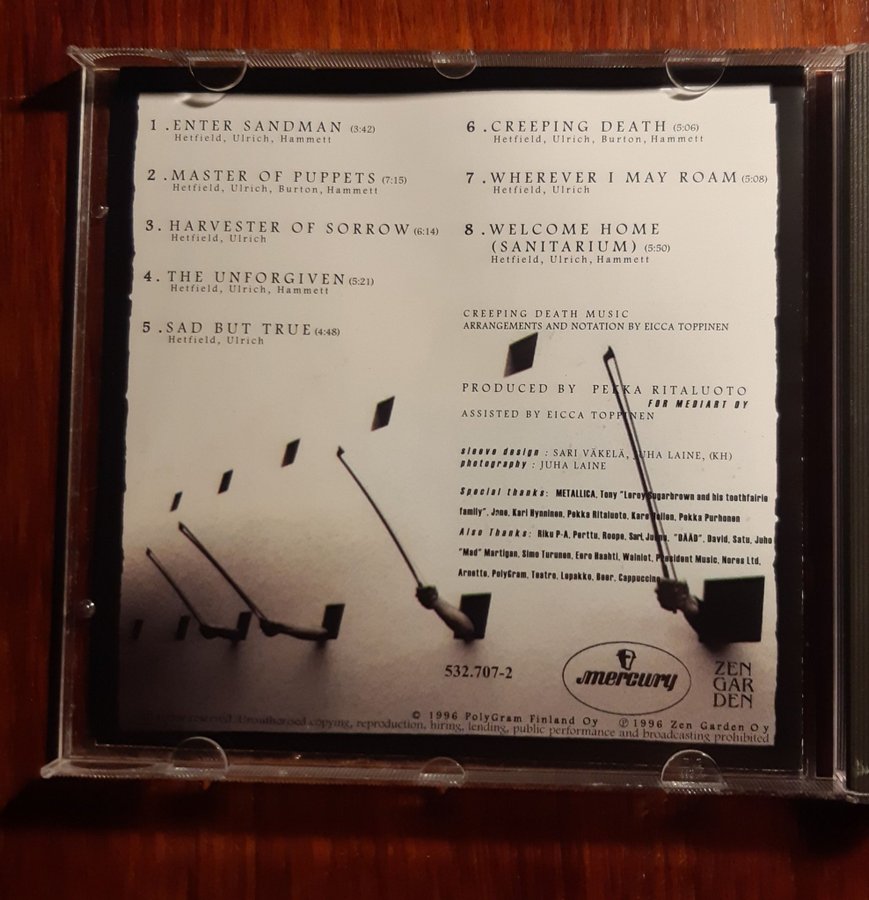 1 .ENTER SANDMAN (3:42)
Hetfield, Ulrich, Hammett
2 .MASTER OF PUPPETS (7:15)
Hetfield, Ulrich, Burton, Hammett
3. HARVESTER OF SORROW (6:14)
Hetfield, Ulrich
4. THE UNFORGIVEN (5:21)
Hetfield, Ulrich, Hammett
5 .SAD BUT TRUE (4:48)
Hetfield, Ulrich
6 .CREEPING DEATH (5:06)
Hetfield, Ulrich, Burton, Hammett
7 .WHEREVER I MAY ROAM (5:08)
Hetfield, Ulrich
8 .WELCOME HOME
(SANITARIUM) (5:50)
Hetfield, Ulrich, Hammett
CREEPING DEATH MUSIC
ARRANGEMENTS AND NOTATION BY EICCA TOPPINEN
PRODUCED BY PEKKA RITALUOTO
FOR MEDIART OY
ASSISTED BY EICCA TOPPINEN
sleeve design : SARI VÄKELÄ, JUHA LAINE, (KH)
photography : JUHA LAINE
Special thanks: METALLICA, Tony "Leroy Sugarbrown and his toothfairie
family", Jone, Kari Hynninen, Pekka Ritaluoto, Pekka Purhonen
Also Thanks: Riku P-A, Perttu, Roope, Sari, "DÄÄD", David, Satu, Juho
"Mad" Martigan, Simo Turunen, Eero Haahti, Wainiot, President Music, Nores Ltd,
Arnette, PolyGram, Teatro, Lepakko, Beer, Cappuccino
532.707-2
mercury
ZEN
GAR
DEN
© 1996 PolyGram Finland Oy ℗ 1996 Zen Garden Oy
reserved. Unauthorised copying, reproduction, hiring, lending, public performance and broadcasting prohibited